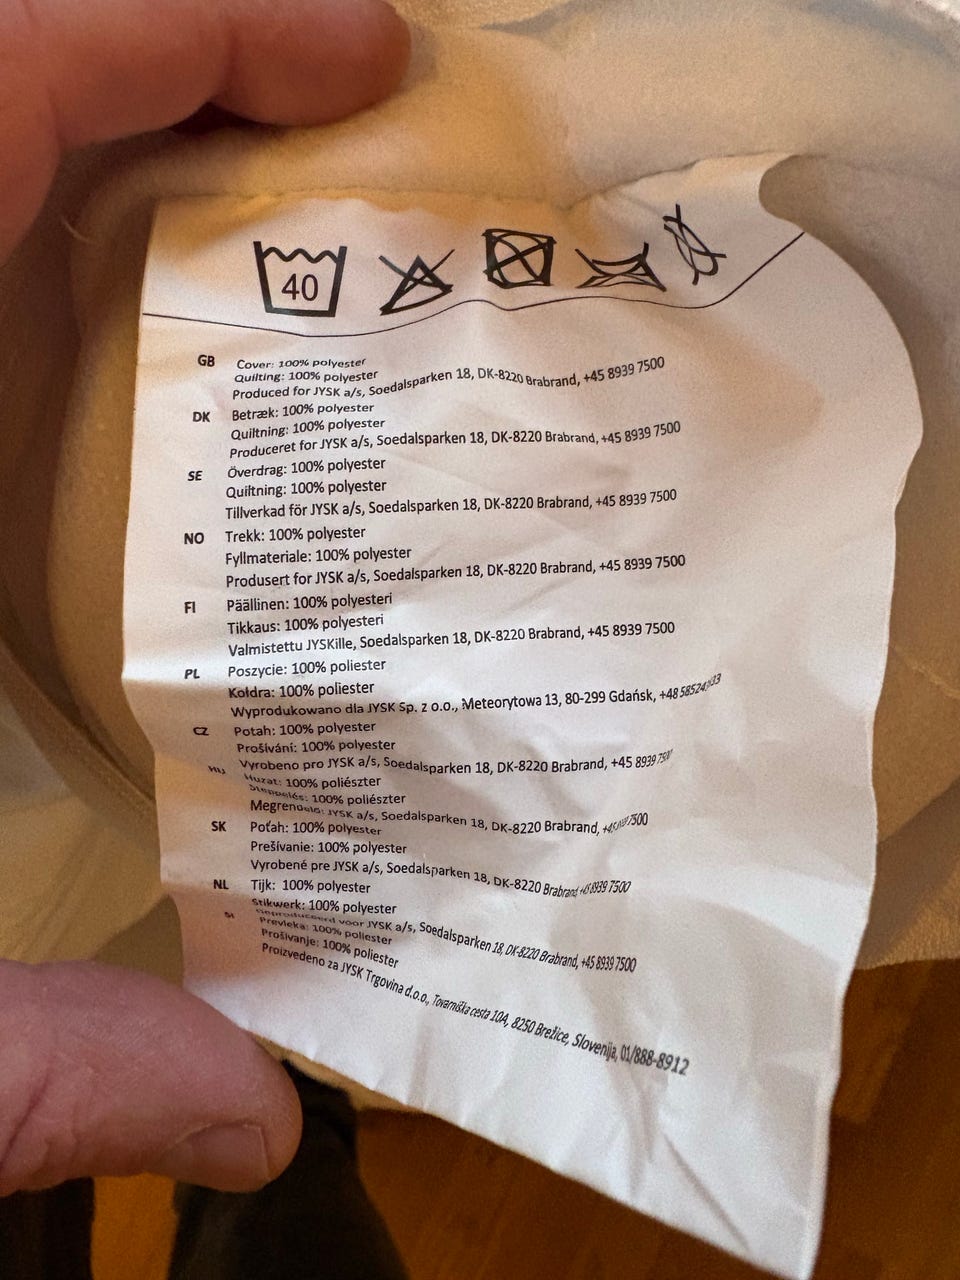 40
GB Cover: 100% polyester
Quilting: 100% polyester
Produced for JYSK a/s, Soedalsparken 18, DK-8220 Brabrand, +45 8939 7500
DK Betræk: 100% polyester
Quiltning: 100% polyester
Produceret for JYSK a/s, Soedalsparken 18, DK-8220 Brabrand, +45 8939 7500
SE Överdrag: 100% polyester
Quiltning: 100% polyester
Tillverkad för JYSK a/s, Soedalsparken 18, DK-8220 Brabrand, +45 8939 7500
NO Trekk: 100% polyester
Fyllmateriale: 100% polyester
Produsert for JYSK a/s, Soedalsparken 18, DK-8220 Brabrand, +45 8939 7500
FI Päällinen: 100% polyesteri
Tikkaus: 100% polyesteri
Valmistettu JYSKille, Soedalsparken 18, DK-8220 Brabrand, +45 8939 7500
PL Poszycie: 100% poliester
Kołdra: 100% poliester
Wyprodukowano dla JYSK Sp. z o.o., Meteorytowa 13, 80-299 Gdańsk, +48
CZ Potah: 100% polyester
Prošívání: 100% polyester
Vyrobeno pro JYSK a/s, Soedalsparken 18, DK-8220 Brabrand, +45 8939 7500
HU Huzat: 100% poliészter
100% poliészter
JYSK a/s, Soedalsparken 18, DK-8220 Brabrand, 7500
SK Poťah: 100% polyester
Prešívanie: 100% polyester
Vyrobené pre JYSK a/s, Soedalsparken 18, DK-8220 Brabrand +45 8939 7500
NL Tijk: 100% polyester
Stikwerk: 100% polyester
Geproduceerd voor JYSK a/s, Soedalsparken 18, DK-8220 Brabrand, +45 8939 7500
SI Prevleka: 100% poliester
Prošivanje: 100% poliester
Proizvedeno za JYSK Trgovina d.o.o., Tovarniška cesta 10A, 8250 Brežice, Slovenija, 01/888-8912